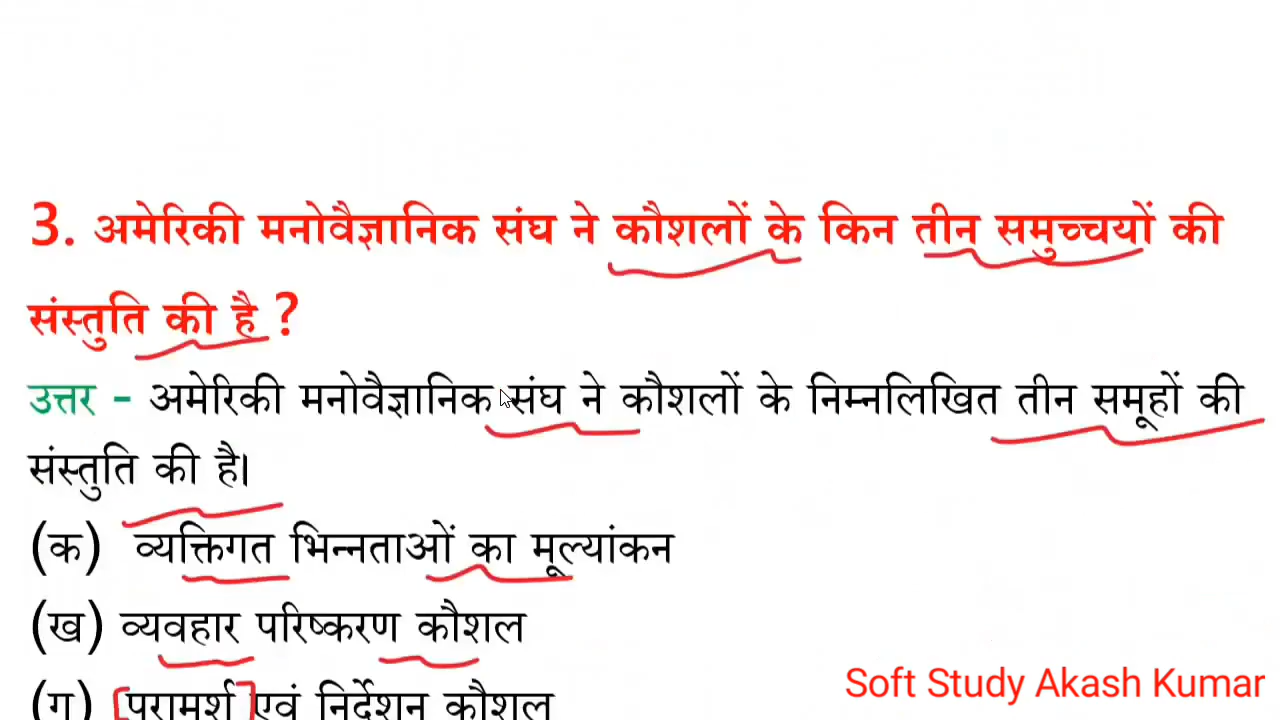 3. अमेरिकी मनोवैज्ञानिक संघ ने कौशलों के किन तीन समुच्चयों की
संस्तुति की है ?
उत्तर - अमेरिकी मनोवैज्ञानिक संघ ने कौशलों के निम्नलिखित तीन समूहों की
संस्तुति की है।
(क) व्यक्तिगत भिन्नताओं का मूल्यांकन
(ख) व्यवहार परिष्करण कौशल
(ग) परामर्श एवं निर्देशन कौशल
Soft Study Akash Kumar